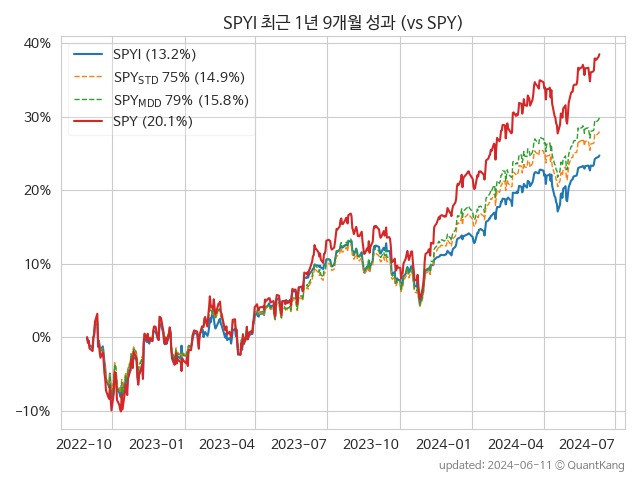 SPYI 최근 1년 9개월 성과 (vs SPY)
40%
30%
20%
10%
0%
−10%
SPYI (13.2%)
SPY_STD 75% (14.9%)
SPY_MDD 79% (15.8%)
SPY (20.1%)
2022-10 2023-01 2023-04 2023-07 2023-10 2024-01 2024-04 2024-07
updated: 2024-06-11 © QuantKang